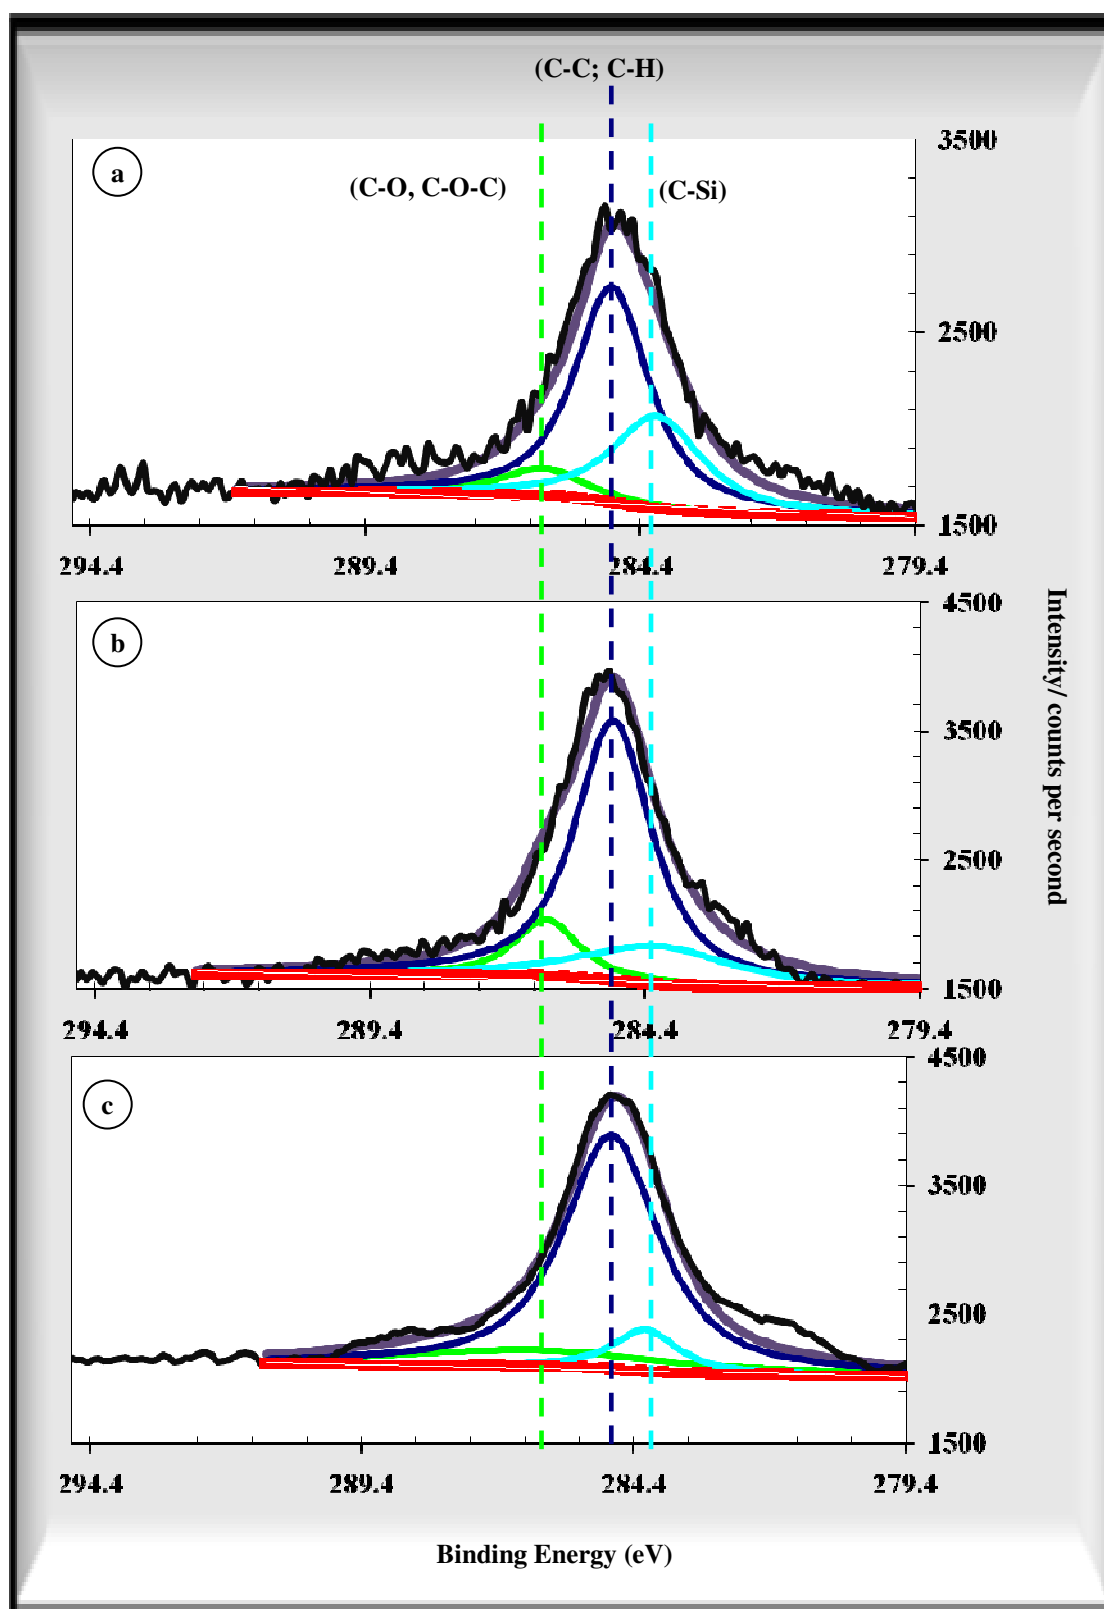 (C-C; C-H)
3500
a
(C-O, C-O-C)
(C-Si)
2500
1500
294.4 289.4 284.4 279.4
4500
b
3500
2500
1500
294.4 289.4 284.4 279.4
Intensity/ counts per second
4500
c
3500
2500
1500
294.4 289.4 284.4 279.4
Binding Energy (eV)